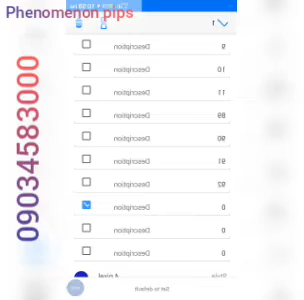 Phenomenon pips
09034583000
Description 9
Description 10
Description 11
Description 89
Description 90
Description 91
Description 92
Description 0
Description 0
Description 0
Style
Set to default